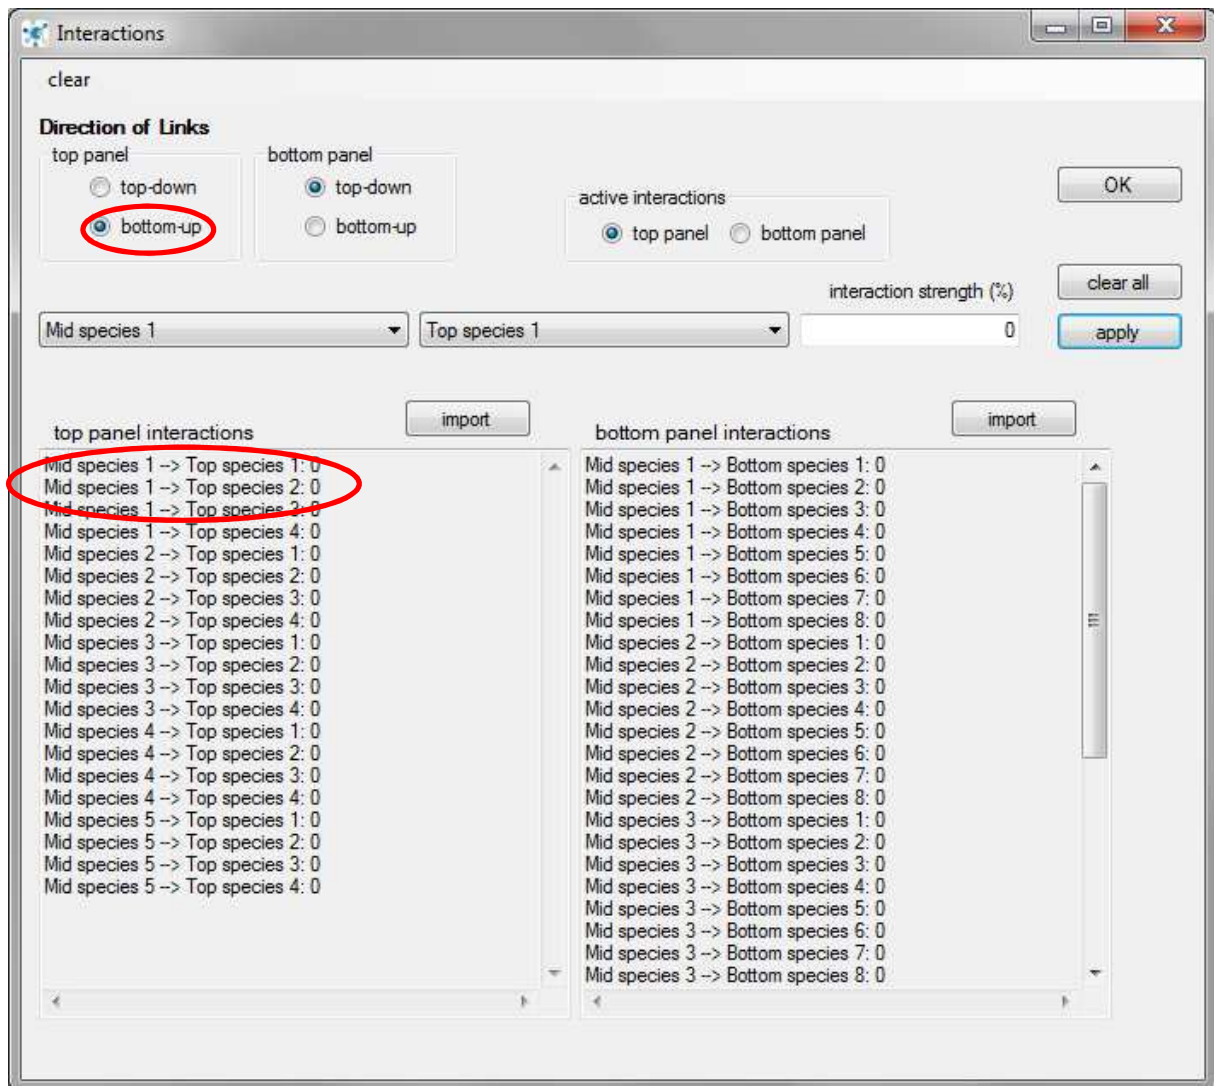 Interactions
clear
Direction of Links
top panel
top-down
bottom-up
bottom panel
top-down
bottom-up
active interactions
top panel
bottom panel
OK
interaction strength (%)
clear all
Mid species 1
Top species 1
0
apply
top panel interactions
import
Mid species 1 --> Top species 1: 0
Mid species 1 --> Top species 2: 0
Mid species 1 --> Top species 3: 0
Mid species 1 --> Top species 4: 0
Mid species 2 --> Top species 1: 0
Mid species 2 --> Top species 2: 0
Mid species 2 --> Top species 3: 0
Mid species 2 --> Top species 4: 0
Mid species 3 --> Top species 1: 0
Mid species 3 --> Top species 2: 0
Mid species 3 --> Top species 3: 0
Mid species 3 --> Top species 4: 0
Mid species 4 --> Top species 1: 0
Mid species 4 --> Top species 2: 0
Mid species 4 --> Top species 3: 0
Mid species 4 --> Top species 4: 0
Mid species 5 --> Top species 1: 0
Mid species 5 --> Top species 2: 0
Mid species 5 --> Top species 3: 0
Mid species 5 --> Top species 4: 0
bottom panel interactions
import
Mid species 1 --> Bottom species 1: 0
Mid species 1 --> Bottom species 2: 0
Mid species 1 --> Bottom species 3: 0
Mid species 1 --> Bottom species 4: 0
Mid species 1 --> Bottom species 5: 0
Mid species 1 --> Bottom species 6: 0
Mid species 1 --> Bottom species 7: 0
Mid species 1 --> Bottom species 8: 0
Mid species 2 --> Bottom species 1: 0
Mid species 2 --> Bottom species 2: 0
Mid species 2 --> Bottom species 3: 0
Mid species 2 --> Bottom species 4: 0
Mid species 2 --> Bottom species 5: 0
Mid species 2 --> Bottom species 6: 0
Mid species 2 --> Bottom species 7: 0
Mid species 2 --> Bottom species 8: 0
Mid species 3 --> Bottom species 1: 0
Mid species 3 --> Bottom species 2: 0
Mid species 3 --> Bottom species 3: 0
Mid species 3 --> Bottom species 4: 0
Mid species 3 --> Bottom species 5: 0
Mid species 3 --> Bottom species 6: 0
Mid species 3 --> Bottom species 7: 0
Mid species 3 --> Bottom species 8: 0